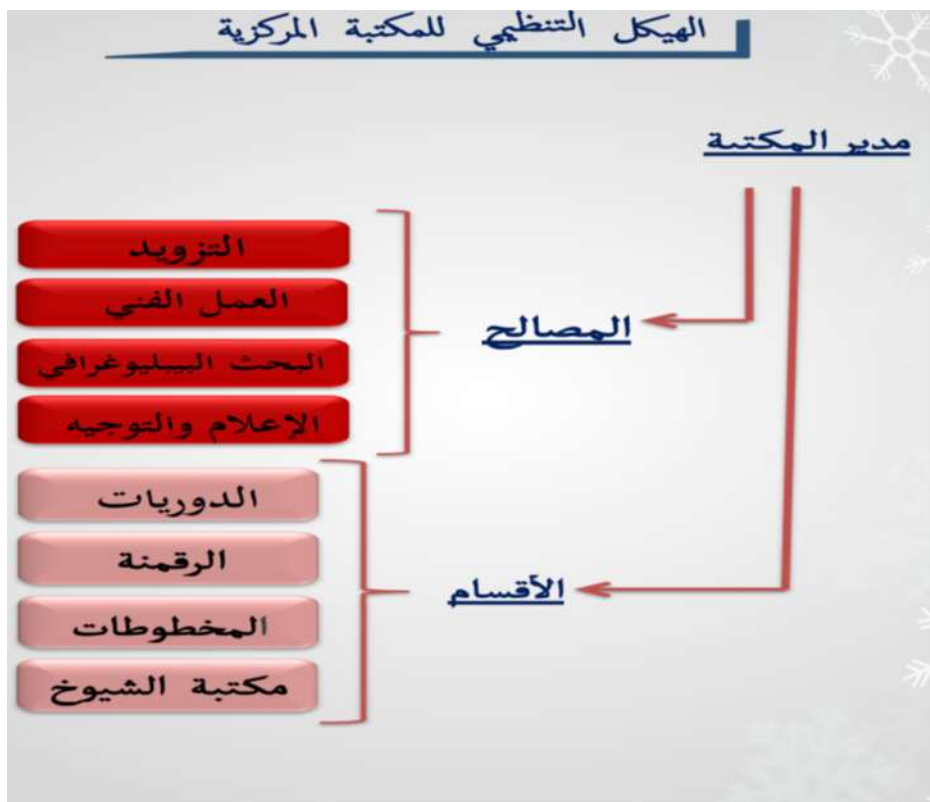 الهيكل التنظيمي للمكتبة المركزية
مدير المكتبة
المصالح
التزويد
العمل الفني
البحث البيبليوغرافي
الإعلام والتوجيه
الأقسام
الدوريات
الرقمنة
المخطوطات
مكتبة الشيوخ